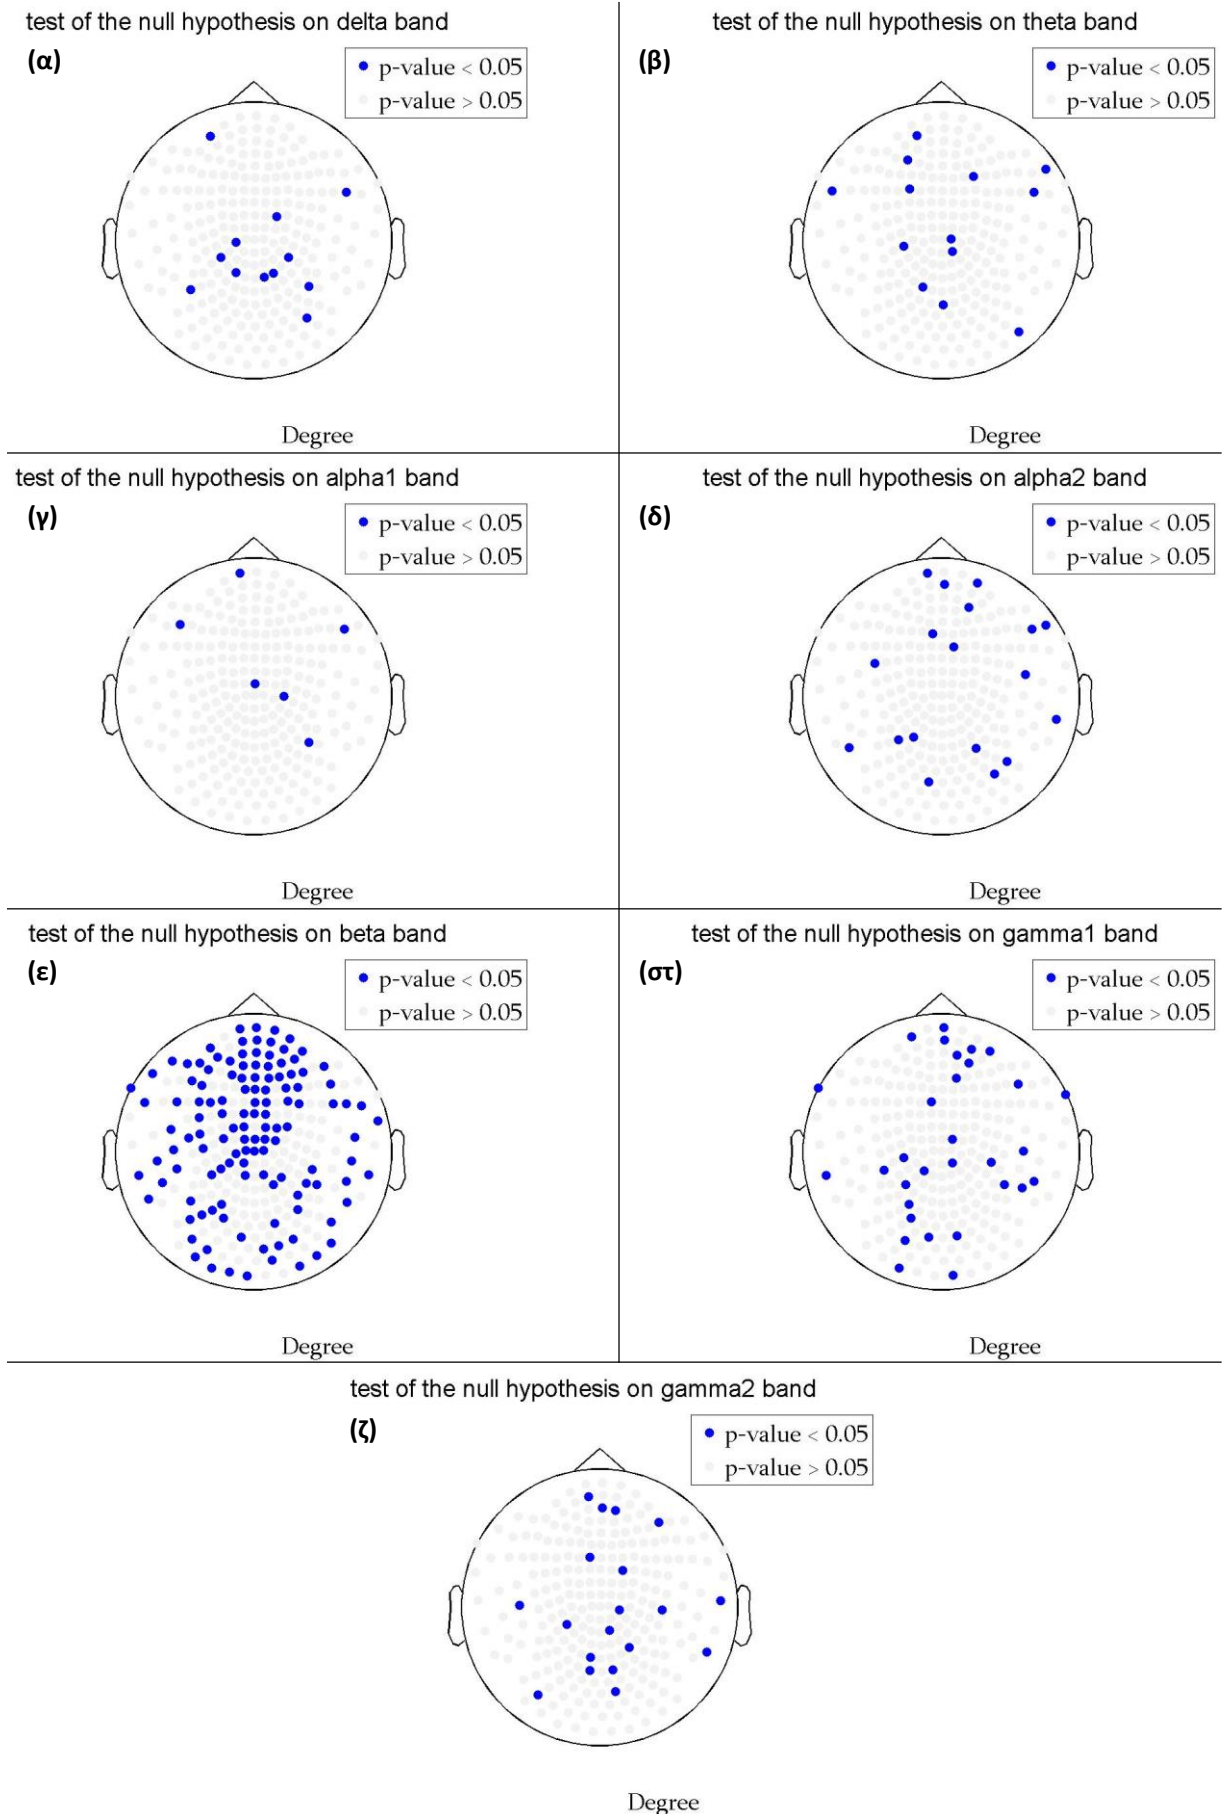 test of the null hypothesis on delta band
(α)
p-value < 0.05
p-value > 0.05
Degree
test of the null hypothesis on theta band
(β)
p-value < 0.05
p-value > 0.05
Degree
test of the null hypothesis on alpha1 band
(γ)
p-value < 0.05
p-value > 0.05
Degree
test of the null hypothesis on alpha2 band
(δ)
p-value < 0.05
p-value > 0.05
Degree
test of the null hypothesis on beta band
(ε)
p-value < 0.05
p-value > 0.05
Degree
test of the null hypothesis on gamma1 band
(στ)
p-value < 0.05
p-value > 0.05
Degree
test of the null hypothesis on gamma2 band
(ζ)
p-value < 0.05
p-value > 0.05
Degree